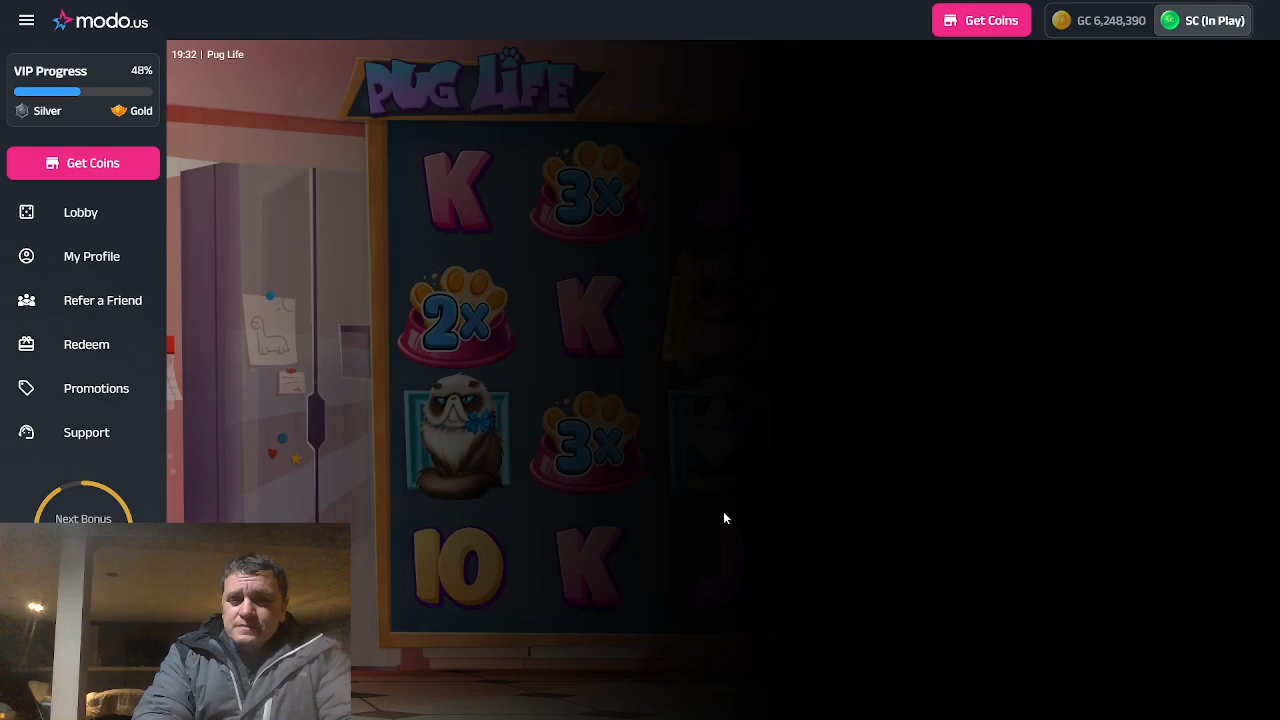 modo.us
Get Coins
GC 6,248,390
SC (In Play)
VIP Progress
48%
Silver
Gold
Get Coins
Lobby
My Profile
Refer a Friend
Redeem
Promotions
Support
Next Bonus
19:32 | Pug Life
PUG LIFE
K
3x
J
2x
K
3x
10
K
J